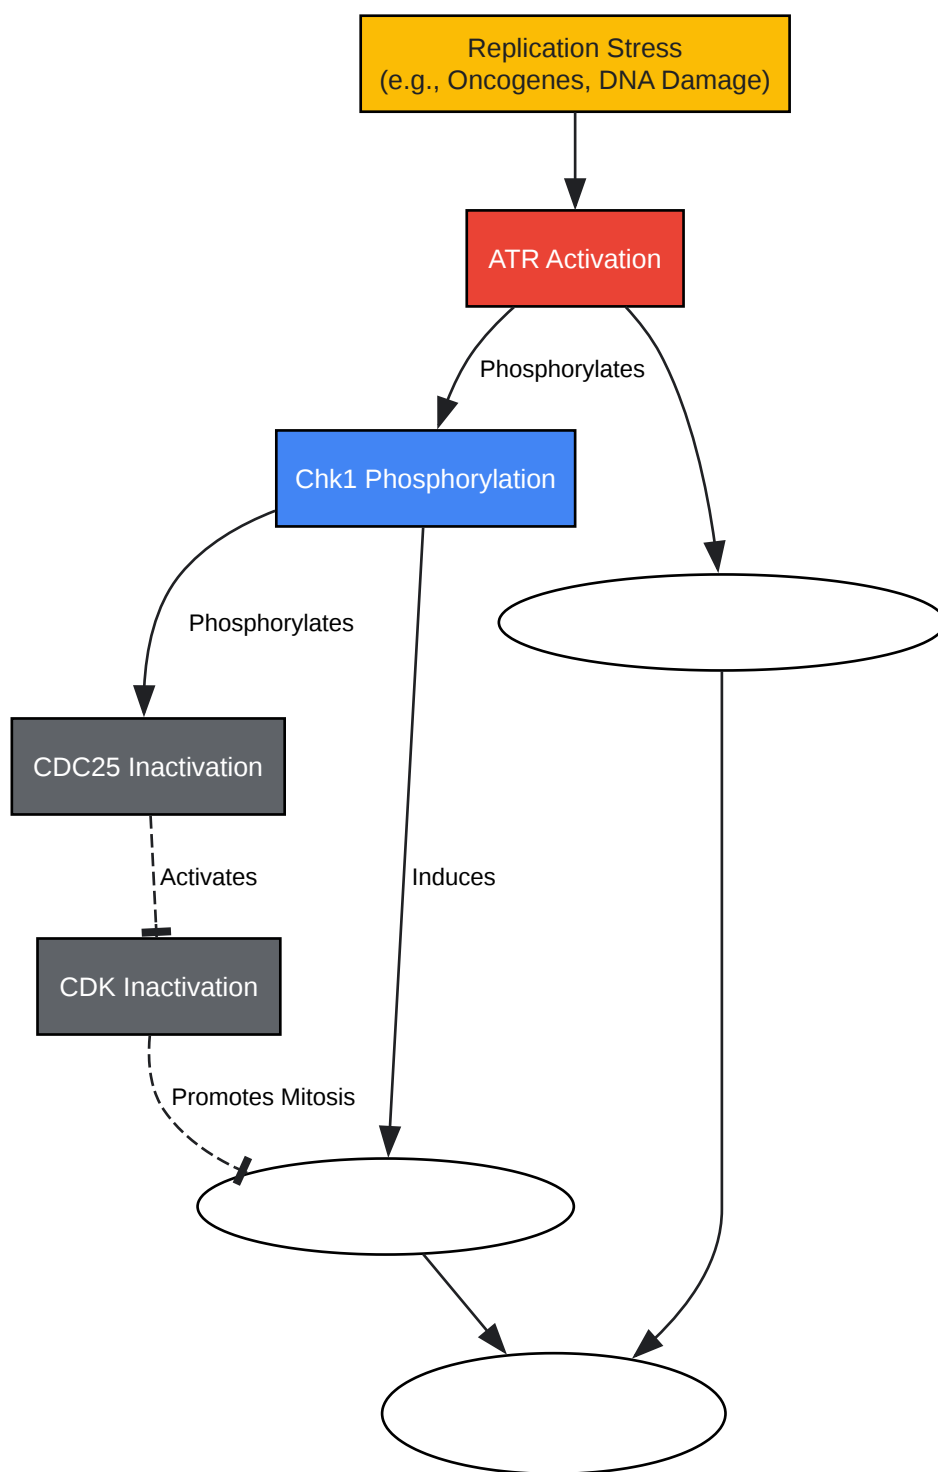 Replication Stress
(e.g., Oncogenes, DNA Damage)
ATR Activation
Phosphorylates
Chk1 Phosphorylation
Phosphorylates
CDC25 Inactivation
Activates
Induces
CDK Inactivation
Promotes Mitosis